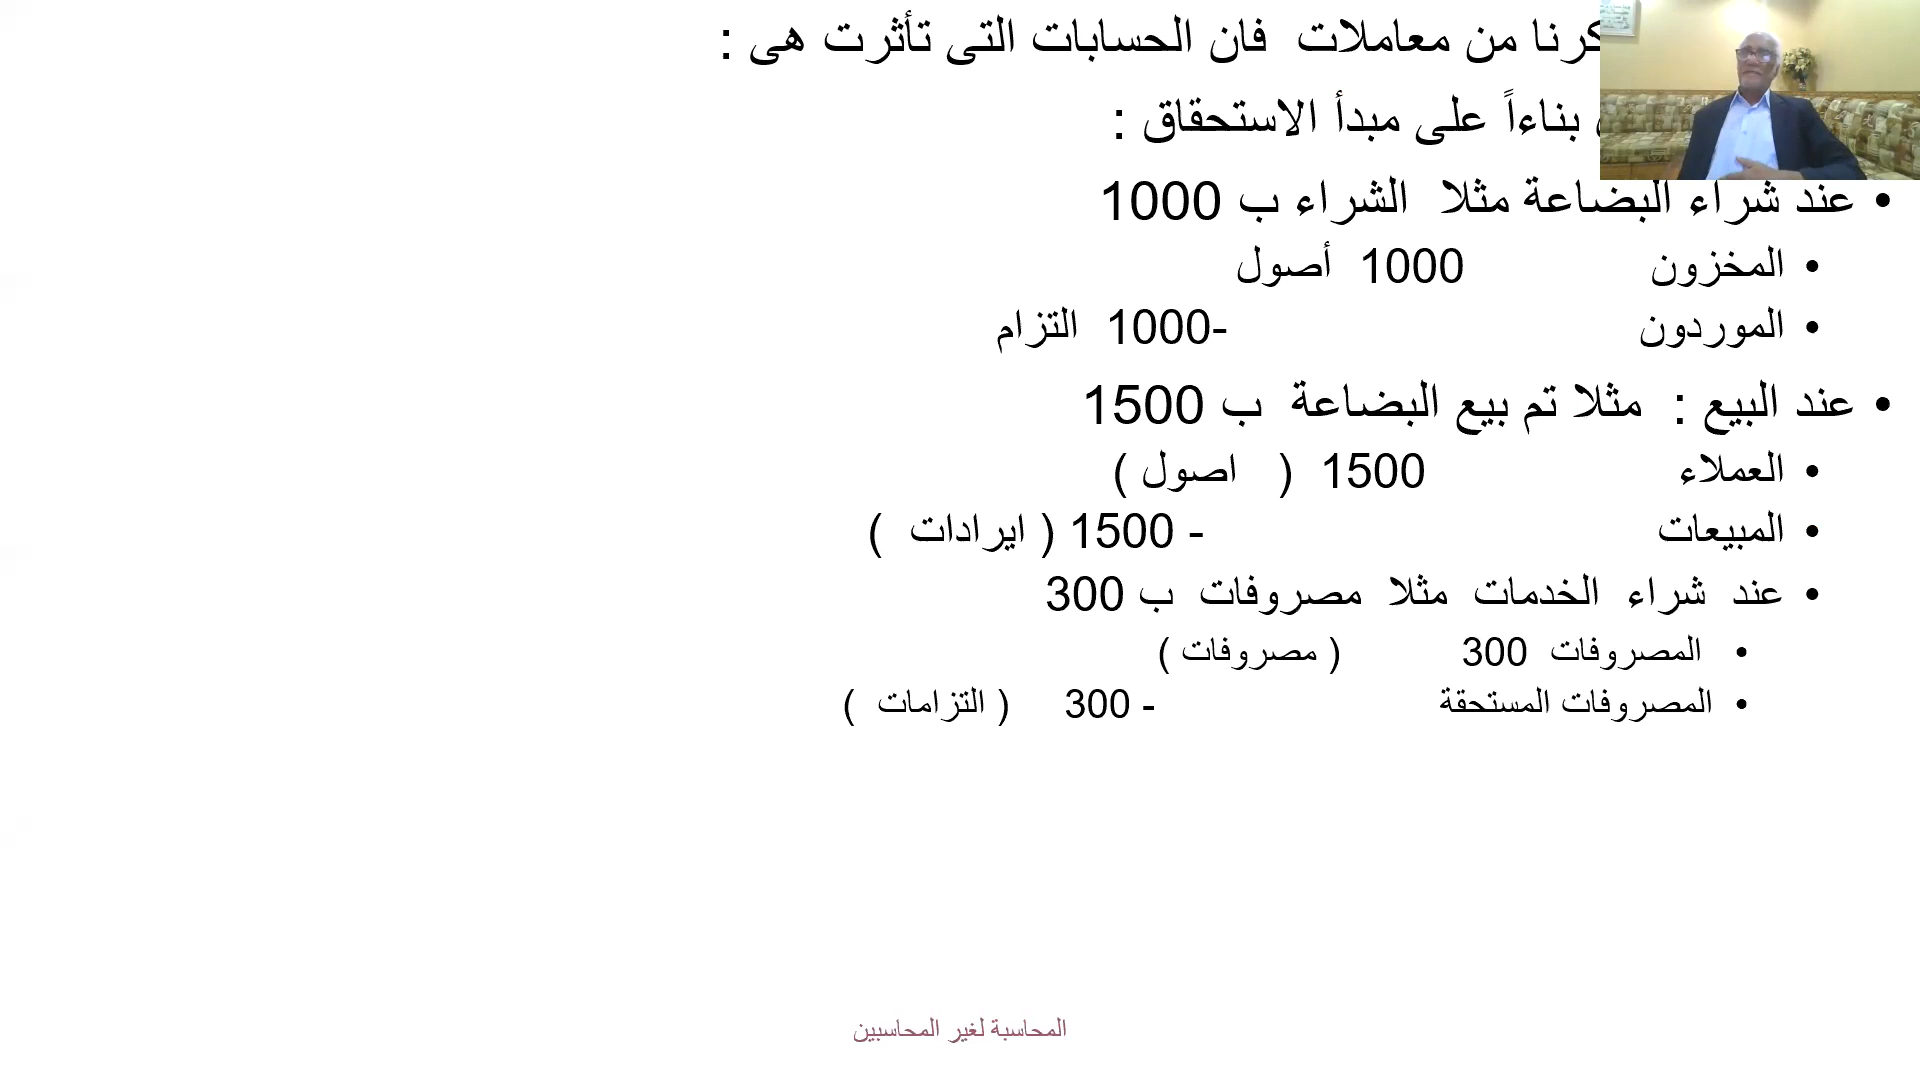 كرنا من معاملات فان الحسابات التى تأثرت هى :
بناءاً على مبدأ الاستحقاق :
• عند شراء البضاعة مثلا الشراء ب 1000
• المخزون 1000 أصول
• الموردون -1000 التزام
• عند البيع : مثلا تم بيع البضاعة ب 1500
• العملاء 1500 ( اصول )
• المبيعات - 1500 ( ايرادات )
• عند شراء الخدمات مثلا مصروفات ب 300
• المصروفات 300 ( مصروفات )
• المصروفات المستحقة - 300 ( التزامات )
المحاسبة لغير المحاسبين